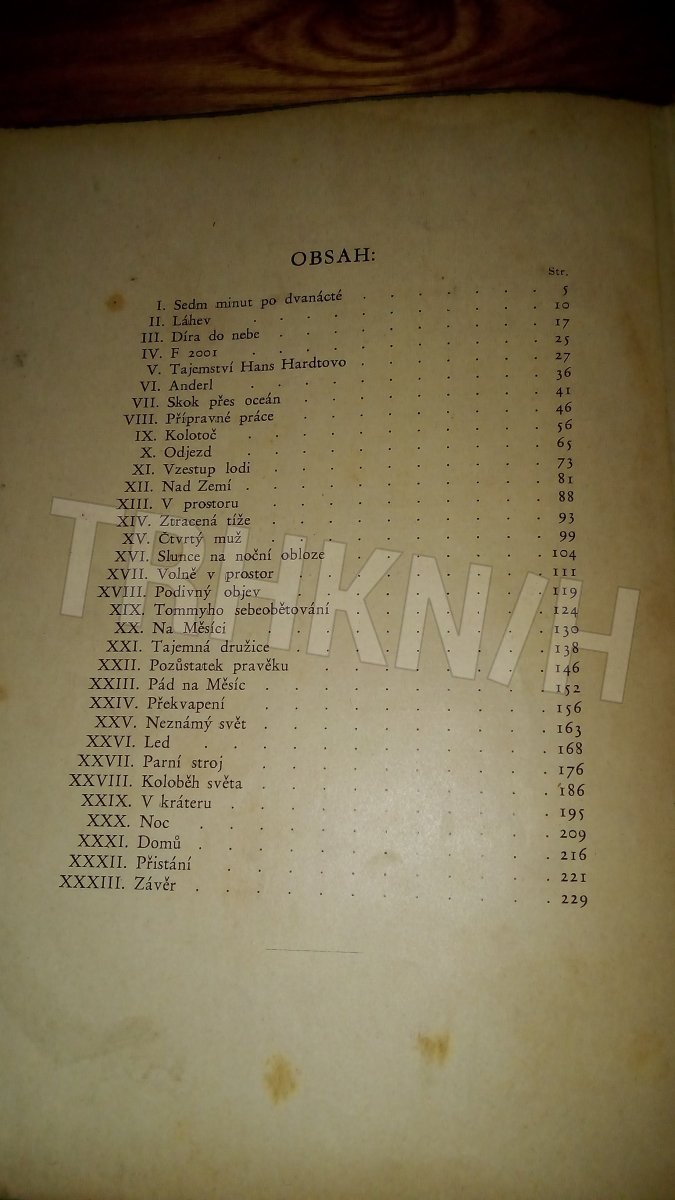 OBSAH:
Str.
I. Sedm minut po dvanácté . . . . . . . 5
II. Láhev . . . . . . . . . . 10
III. Díra do nebe . . . . . . . . . 17
IV. F 2001 . . . . . . . . . . 25
V. Tajemství Hans Hardtovo . . . . . . 27
VI. Anderl . . . . . . . . . . 36
VII. Skok přes oceán . . . . . . . . 41
VIII. Přípravné práce . . . . . . . . 46
IX. Kolotoč . . . . . . . . . . 56
X. Odjezd . . . . . . . . . . 65
XI. Vzestup lodi . . . . . . . . . 73
XII. Nad Zemí . . . . . . . . . . 81
XIII. V prostoru . . . . . . . . . 88
XIV. Ztracená tíže . . . . . . . . . 93
XV. Čtvrtý muž . . . . . . . . . 99
XVI. Slunce na noční obloze . . . . . . 104
XVII. Volně v prostor . . . . . . . . 111
XVIII. Podivný objev . . . . . . . . 119
XIX. Tommyho sebeobětování . . . . . . 124
XX. Na Měsíci . . . . . . . . . 130
XXI. Tajemná družice . . . . . . . . 138
XXII. Pozůstatek pravěku . . . . . . . 146
XXIII. Pád na Měsíc . . . . . . . . 152
XXIV. Překvapení . . . . . . . . . 156
XXV. Neznámý svět . . . . . . . . 163
XXVI. Led . . . . . . . . . . 168
XXVII. Parní stroj . . . . . . . . . 176
XXVIII. Koloběh světa . . . . . . . . 186
XXIX. V kráteru . . . . . . . . . 195
XXX. Noc . . . . . . . . . . 209
XXXI. Domů . . . . . . . . . . 216
XXXII. Přistání . . . . . . . . . 221
XXXIII. Závěr . . . . . . . . . . 229
TRHKN/H